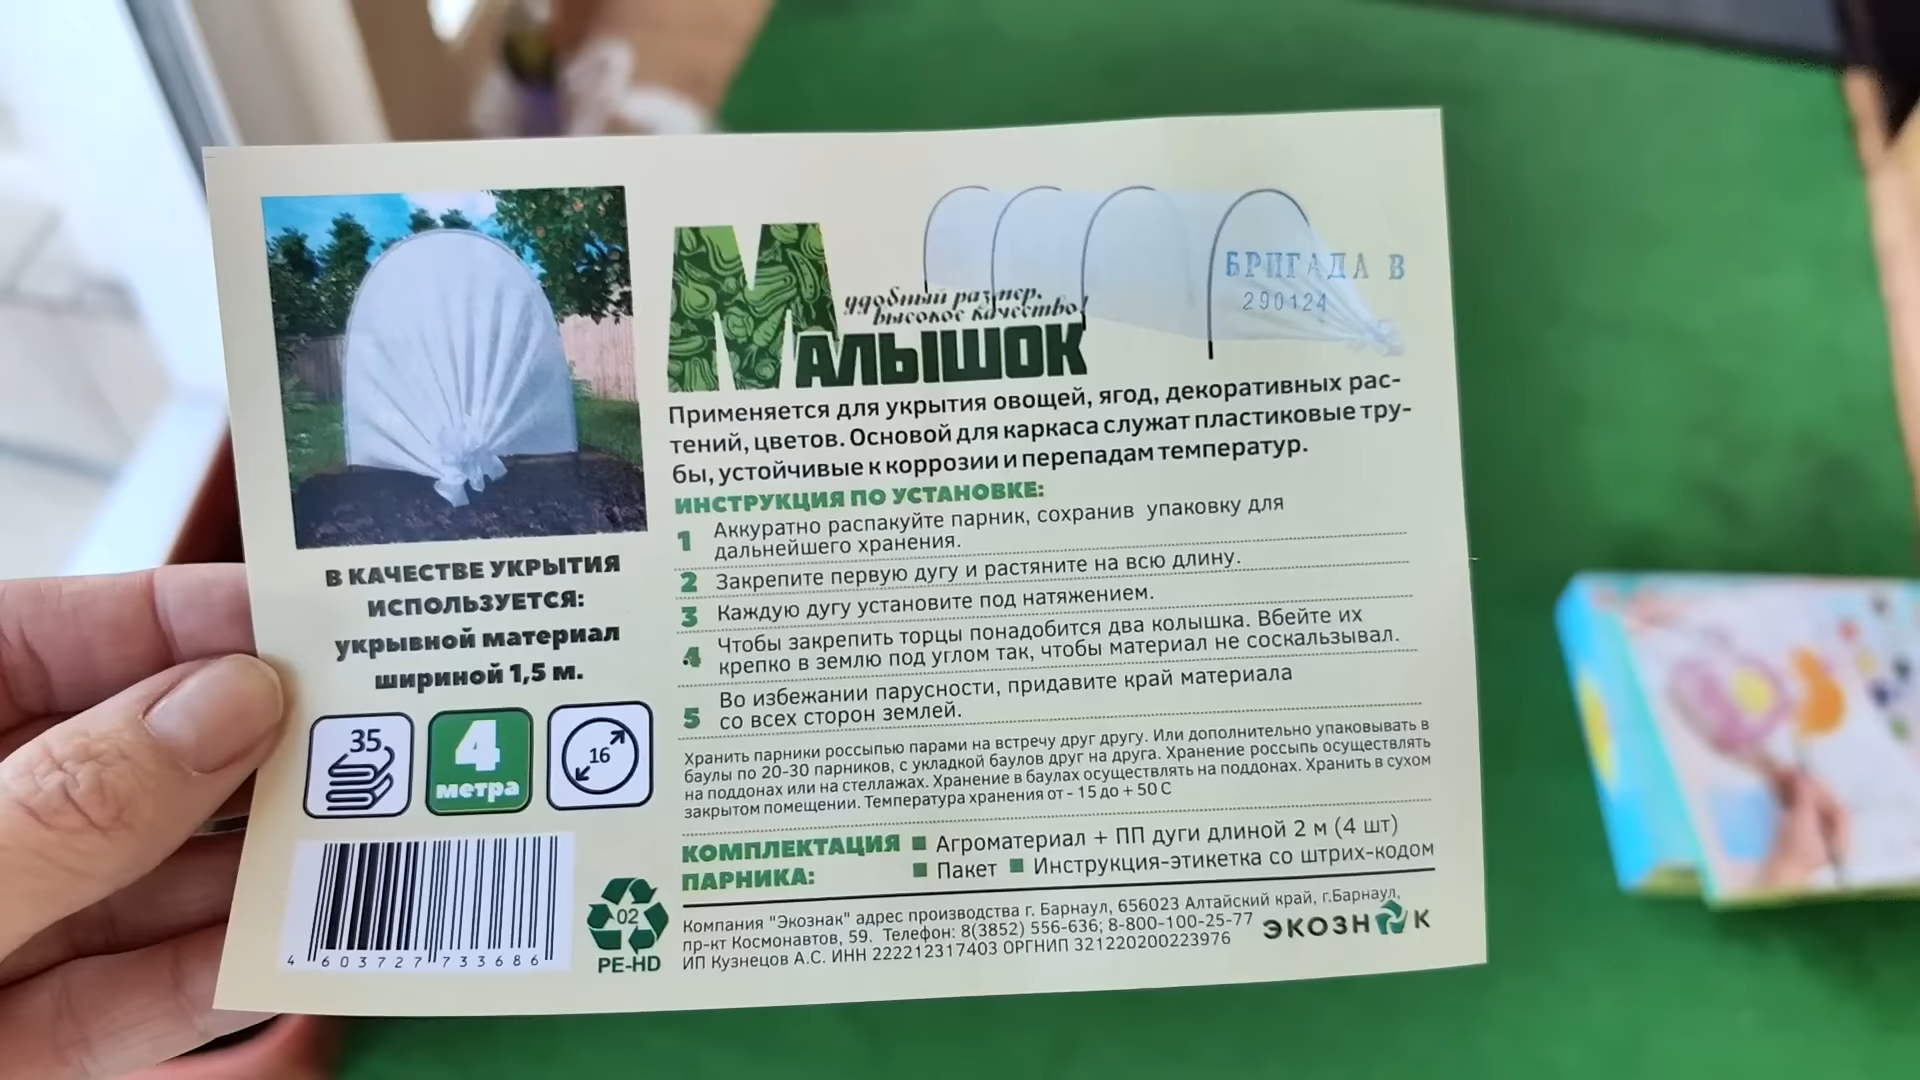 удобный размер,
высокое качество!
Малышок
БРИГАДА В
290124
Применяется для укрытия овощей, ягод, декоративных рас-
тений, цветов. Основой для каркаса служат пластиковые тру-
бы, устойчивые к коррозии и перепадам температур.
ИНСТРУКЦИЯ ПО УСТАНОВКЕ:
1 Аккуратно распакуйте парник, сохранив упаковку для
дальнейшего хранения.
2 Закрепите первую дугу и растяните на всю длину.
3 Каждую дугу установите под натяжением.
4 Чтобы закрепить торцы понадобится два колышка. Вбейте их
крепко в землю под углом так, чтобы материал не соскальзывал.
5 Во избежании парусности, придавите край материала
со всех сторон землей.
Хранить парники россыпью парами на встречу друг другу. Или дополнительно упаковывать в
баулы по 20-30 парников, с укладкой баулов друг на друга. Хранение россыпь осуществлять
на поддонах или на стеллажах. Хранение в баулах осуществлять на поддонах. Хранить в сухом
закрытом помещении. Температура хранения от - 15 до + 50 С
КОМПЛЕКТАЦИЯ ■ Агроматериал + ПП дуги длиной 2 м (4 шт)
ПАРНИКА: ■ Пакет ■ Инструкция-этикетка со штрих-кодом
Компания "Экознак" адрес производства г. Барнаул, 656023 Алтайский край, г.Барнаул,
пр-кт Космонавтов, 59. Телефон: 8(3852) 556-636; 8-800-100-25-77
ИП Кузнецов А.С. ИНН 222212317403 ОРГНИП 321220200223976
ЭКОЗНАК
В КАЧЕСТВЕ УКРЫТИЯ
ИСПОЛЬЗУЕТСЯ:
укрывной материал
шириной 1,5 м.
35
4
метра
16
4 603727 733686
02
PE-HD